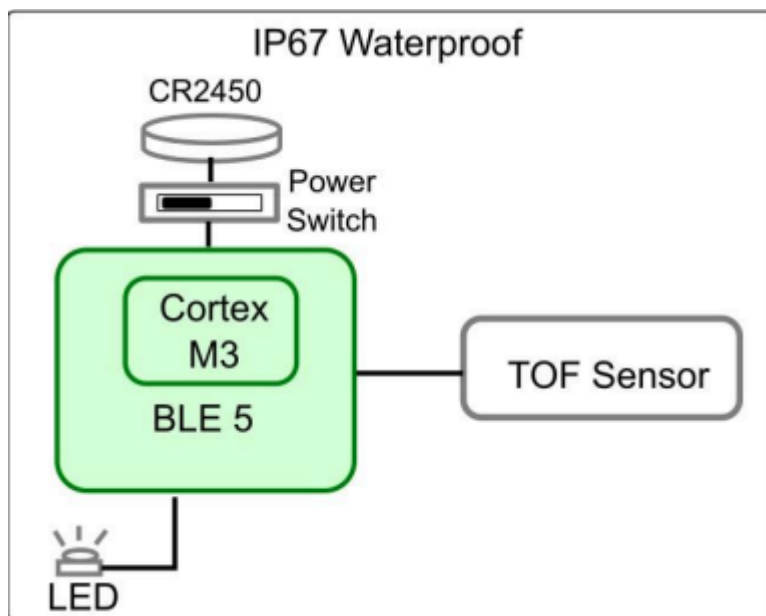 IP67 Waterproof
CR2450
Power
Switch
Cortex
M3
BLE 5
TOF Sensor
LED